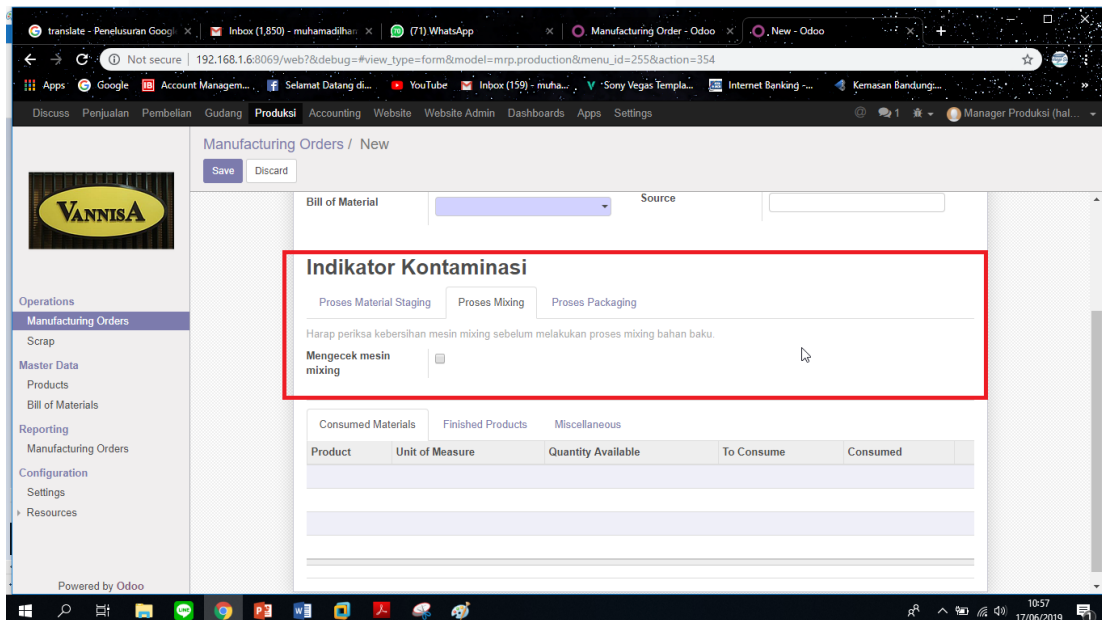 translate - Penelusuran Googl
Inbox (1,850) - muhamadilhan
(71) WhatsApp
Manufacturing Order - Odoo
New - Odoo
Not secure
192.168.1.6:8069/web?&debug=#view_type=form&model=mrp.production&menu_id=255&action=354
Apps
Google
Account Managem...
Selamat Datang di...
YouTube
Inbox (159) - muha...
Sony Vegas Templa...
Internet Banking -...
Kemasan Bandung:...
»
Discuss Penjualan Pembelian Gudang Produksi Accounting Website Website Admin Dashboards Apps Settings
@ 1 Manager Produksi (hal...
Manufacturing Orders / New
Save Discard
VANNISA
Bill of Material
Source
Indikator Kontaminasi
Proses Material Staging Proses Mixing Proses Packaging
Harap periksa kebersihan mesin mixing sebelum melakukan proses mixing bahan baku.
Mengecek mesin
mixing
Operations
Manufacturing Orders
Scrap
Master Data
Products
Bill of Materials
Reporting
Manufacturing Orders
Configuration
Settings
Resources
Powered by Odoo
Consumed Materials Finished Products Miscellaneous
Product Unit of Measure Quantity Available To Consume Consumed
10:57
17/06/2019